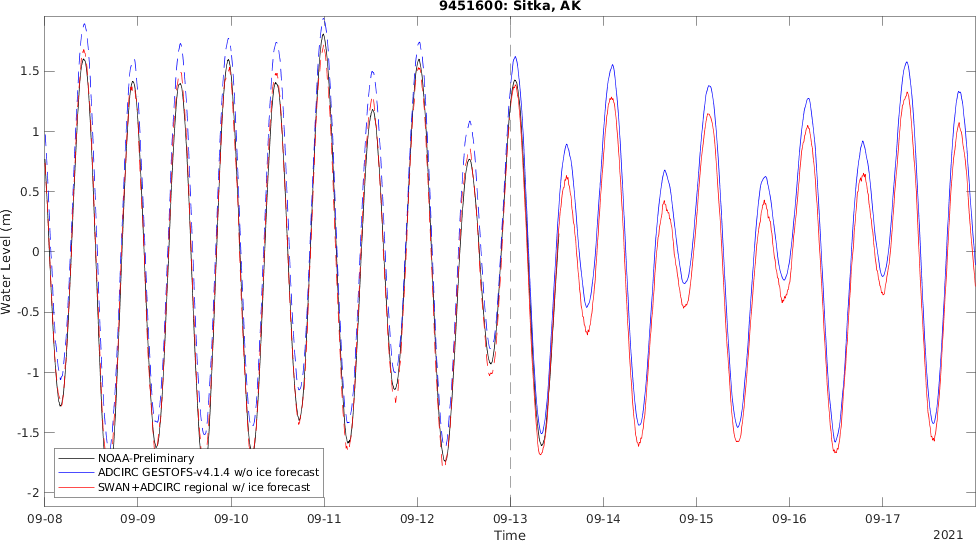 9451600: Sitka, AK
1.5
1
0.5
0
-0.5
-1
-1.5
-2
Water Level (m)
NOAA-Preliminary
ADCIRC GESTOFS-v4.1.4 w/o ice forecast
SWAN+ADCIRC regional w/ ice forecast
09-08 09-09 09-10 09-11 09-12 09-13 09-14 09-15 09-16 09-17
Time
2021